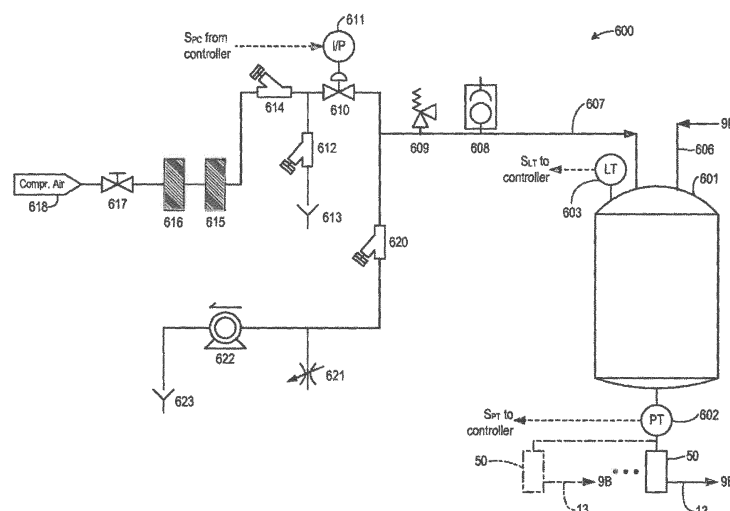 611
SPC from
controller
I/P
600
614
610
607
9B
612
609
608
606
SLT to
controller
LT
601
603
Compr. Air
618
617
616
615
613
620
622
621
623
SPT to
controller
PT
602
50
50
9B
9B
13
13